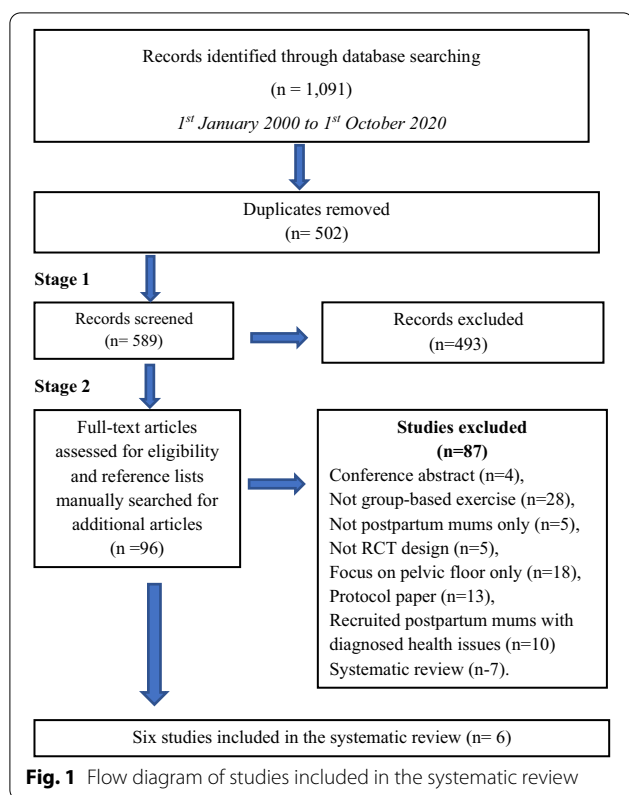 Records identified through database searching
(n = 1,091)
1st January 2000 to 1st October 2020
Duplicates removed
(n= 502)
Stage 1
Records screened
(n= 589)
Records excluded
(n=493)
Stage 2
Full-text articles
assessed for eligibility
and reference lists
manually searched for
additional articles
(n =96)
Studies excluded
(n=87)
Conference abstract (n=4),
Not group-based exercise (n=28),
Not postpartum mums only (n=5),
Not RCT design (n=5),
Focus on pelvic floor only (n=18),
Protocol paper (n=13),
Recruited postpartum mums with
diagnosed health issues (n=10)
Systematic review (n-7).
Six studies included in the systematic review (n= 6)
Fig. 1 Flow diagram of studies included in the systematic review